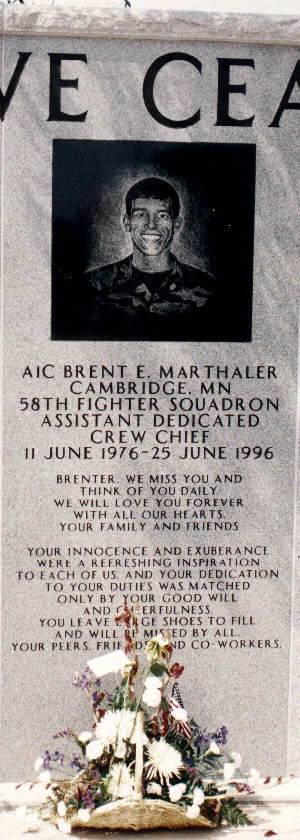 VE CEA
A1C BRENT E. MARTHALER
CAMBRIDGE, MN
58TH FIGHTER SQUADRON
ASSISTANT DEDICATED
CREW CHIEF
11 JUNE 1976-25 JUNE 1996
BRENTER, WE MISS YOU AND
THINK OF YOU DAILY.
WE WILL LOVE YOU FOREVER
WITH ALL OUR HEARTS.
YOUR FAMILY AND FRIENDS
YOUR INNOCENCE AND EXUBERANCE
WERE A REFRESHING INSPIRATION
TO EACH OF US, AND YOUR DEDICATION
TO YOUR DUTIES WAS MATCHED
ONLY BY YOUR GOOD WILL
AND CHEERFULNESS.
YOU LEAVE HUGE SHOES TO FILL
AND WILL BE MISSED BY ALL.
YOUR PEERS, FRIENDS AND CO-WORKERS.